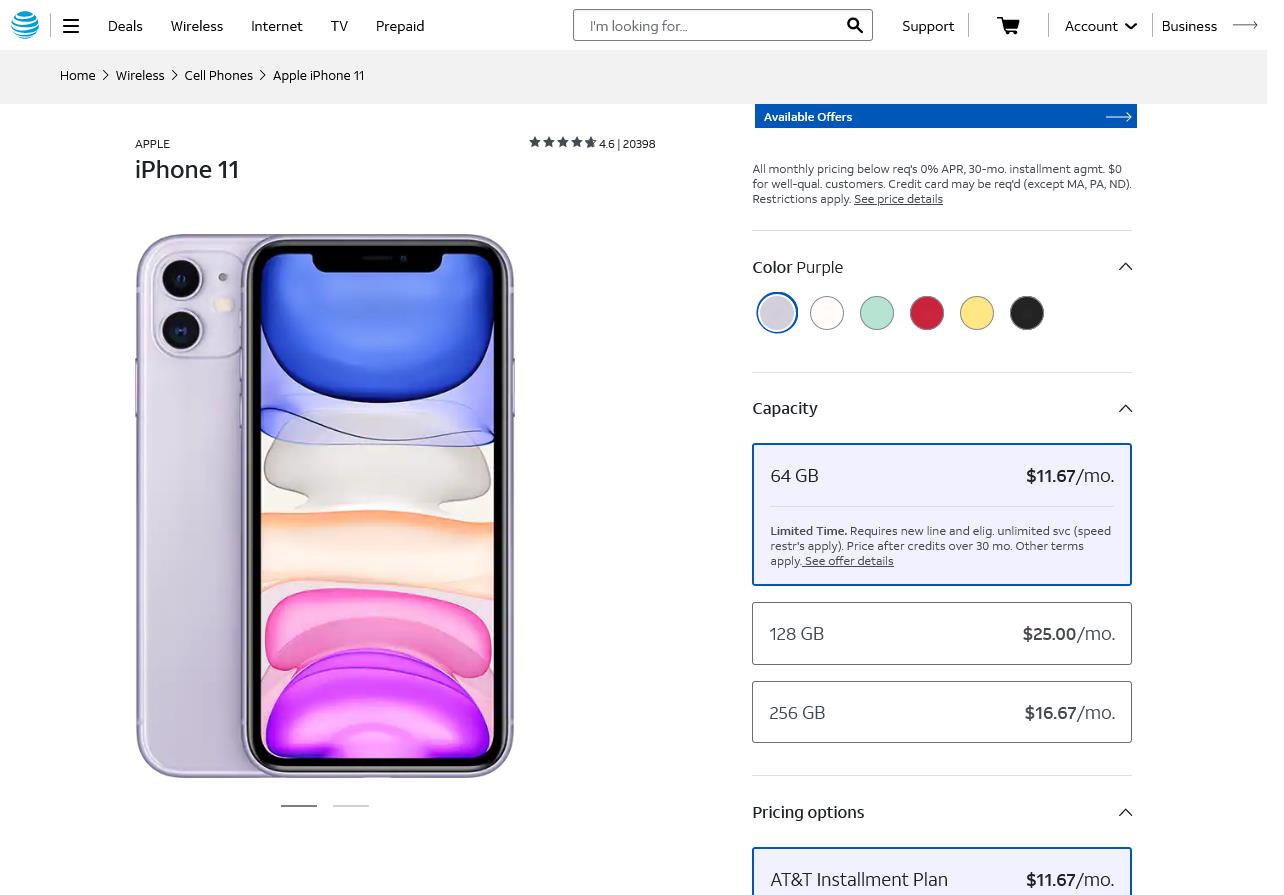 Deals
Wireless
Internet
TV
Prepaid
I'm looking for...
Support
Account
Business
Home
Wireless
Cell Phones
Apple iPhone 11
Available Offers
APPLE
4.6 | 20398
iPhone 11
All monthly pricing below req's 0% APR, 30-mo. installment agmt. $0
for well-qual. customers. Credit card may be req'd (except MA, PA, ND).
Restrictions apply. See price details
Color Purple
Capacity
64 GB $11.67/mo.
Limited Time. Requires new line and elig. unlimited svc (speed
restr's apply). Price after credits over 30 mo. Other terms
apply. See offer details
128 GB $25.00/mo.
256 GB $16.67/mo.
Pricing options
AT&T Installment Plan $11.67/mo.